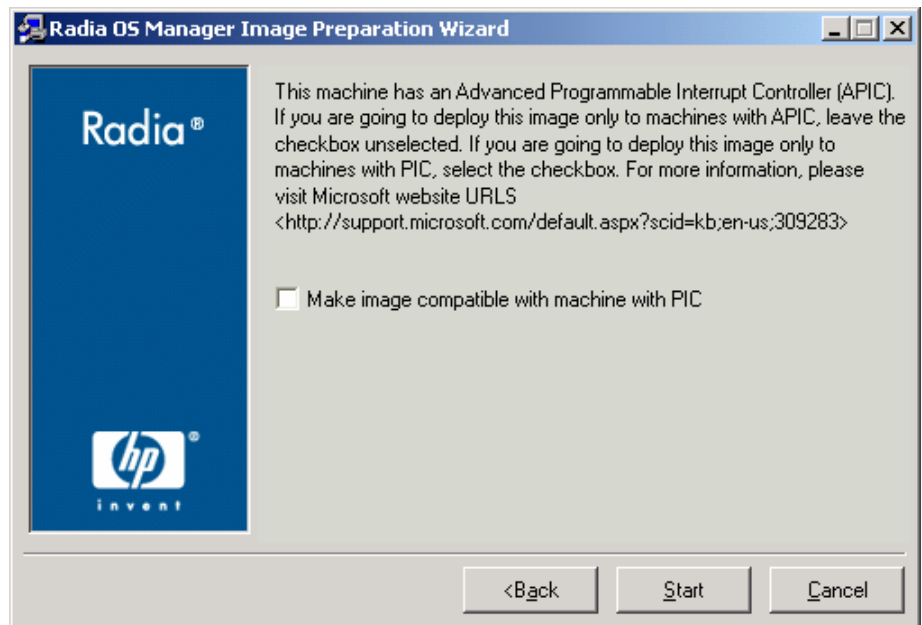 Radia OS Manager Image Preparation Wizard
Radia®
This machine has an Advanced Programmable Interrupt Controller (APIC).
If you are going to deploy this image only to machines with APIC, leave the
checkbox unselected. If you are going to deploy this image only to
machines with PIC, select the checkbox. For more information, please
visit Microsoft website URLS
<http://support.microsoft.com/default.aspx?scid=kb;en-us;309283>
Make image compatible with machine with PIC
hp®
invent
<Back
Start
Cancel